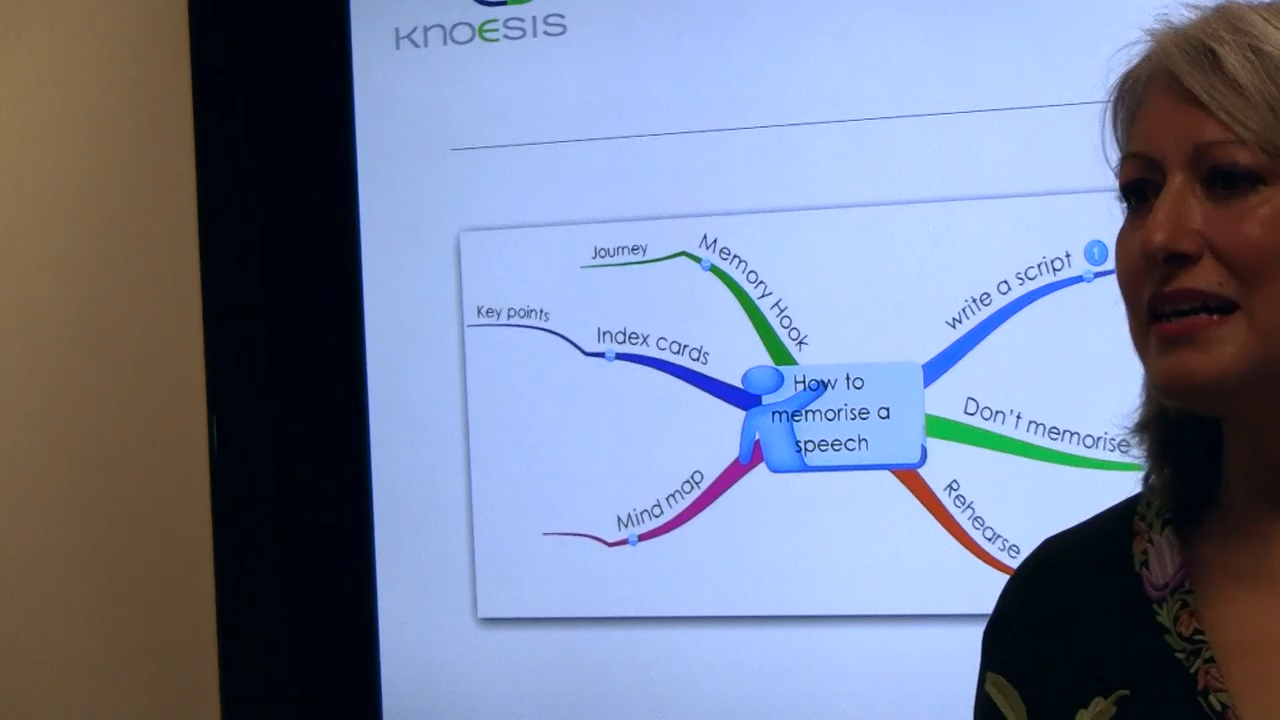 KNOESIS
Journey
Memory Hook
Key points
Index cards
Mind map
How to
memorise a
speech
write a script
1
Don't memorise
Rehearse